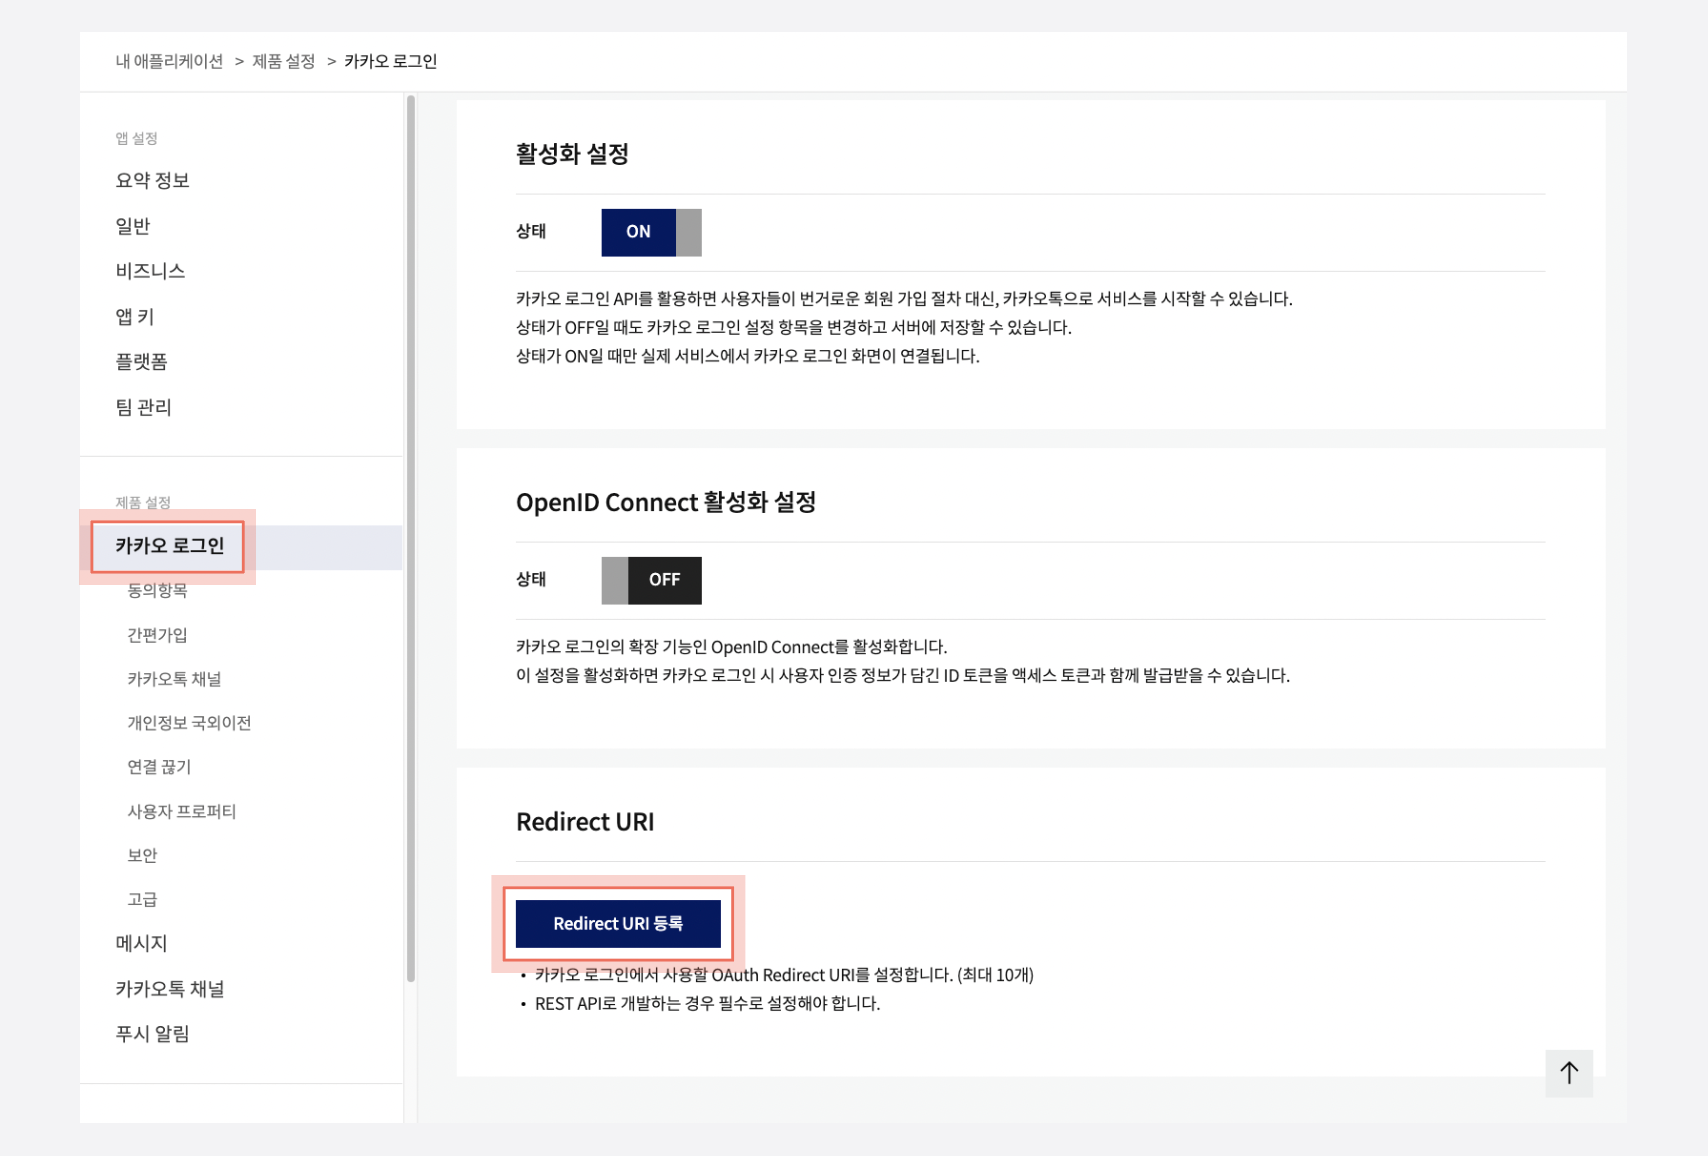 내 애플리케이션 > 제품 설정 > 카카오 로그인
앱 설정
요약 정보
일반
비즈니스
앱 키
플랫폼
팀 관리
제품 설정
카카오 로그인
동의항목
간편가입
카카오톡 채널
개인정보 국외이전
연결 끊기
사용자 프로퍼티
보안
고급
메시지
카카오톡 채널
푸시 알림
활성화 설정
상태 ON
카카오 로그인 API를 활용하면 사용자들이 번거로운 회원 가입 절차 대신, 카카오톡으로 서비스를 시작할 수 있습니다.
상태가 OFF일 때도 카카오 로그인 설정 항목을 변경하고 서버에 저장할 수 있습니다.
상태가 ON일 때만 실제 서비스에서 카카오 로그인 화면이 연결됩니다.
OpenID Connect 활성화 설정
상태 OFF
카카오 로그인의 확장 기능인 OpenID Connect를 활성화합니다.
이 설정을 활성화하면 카카오 로그인 시 사용자 인증 정보가 담긴 ID 토큰을 액세스 토큰과 함께 발급받을 수 있습니다.
Redirect URI
Redirect URI 등록
• 카카오 로그인에서 사용할 OAuth Redirect URI를 설정합니다. (최대 10개)
• REST API로 개발하는 경우 필수로 설정해야 합니다.